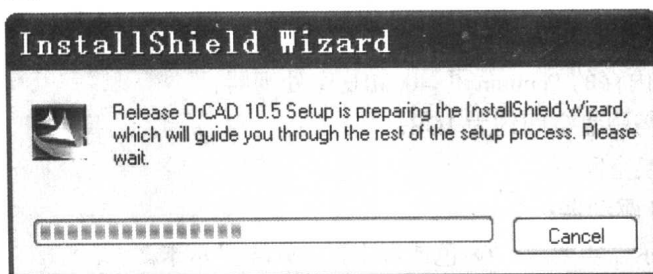 InstallShield Wizard
Release OrCAD 10.5 Setup is preparing the InstallShield Wizard,
which will guide you through the rest of the setup process. Please
wait.
Cancel